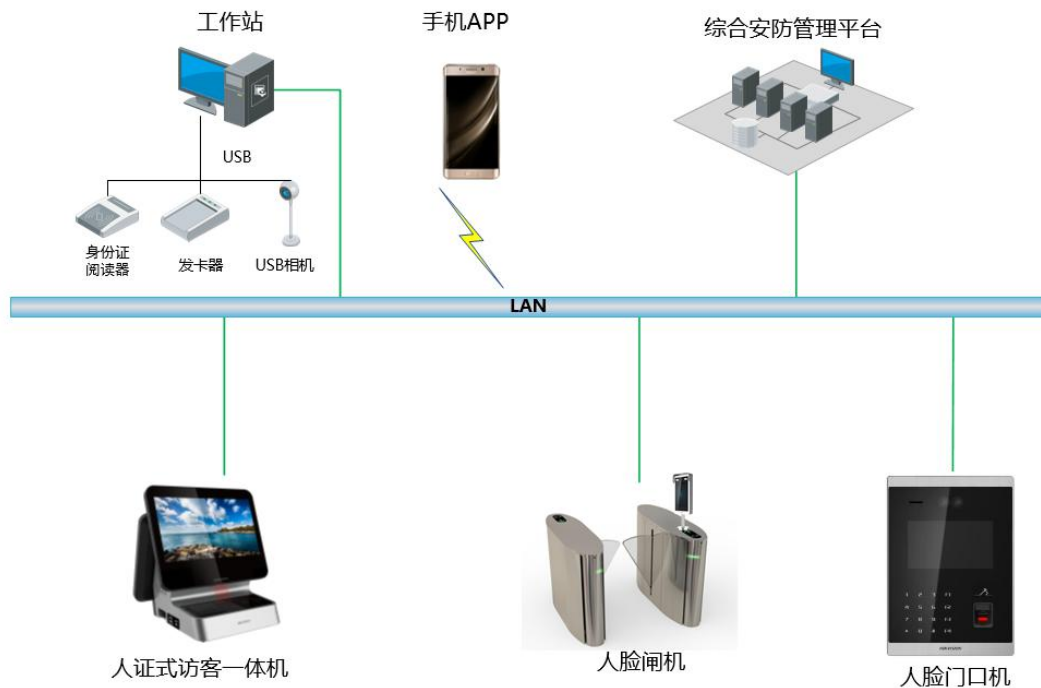 工作站
手机APP
综合安防管理平台
USB
身份证
阅读器
发卡器
USB相机
LAN
人证式访客一体机
人脸闸机
人脸门口机